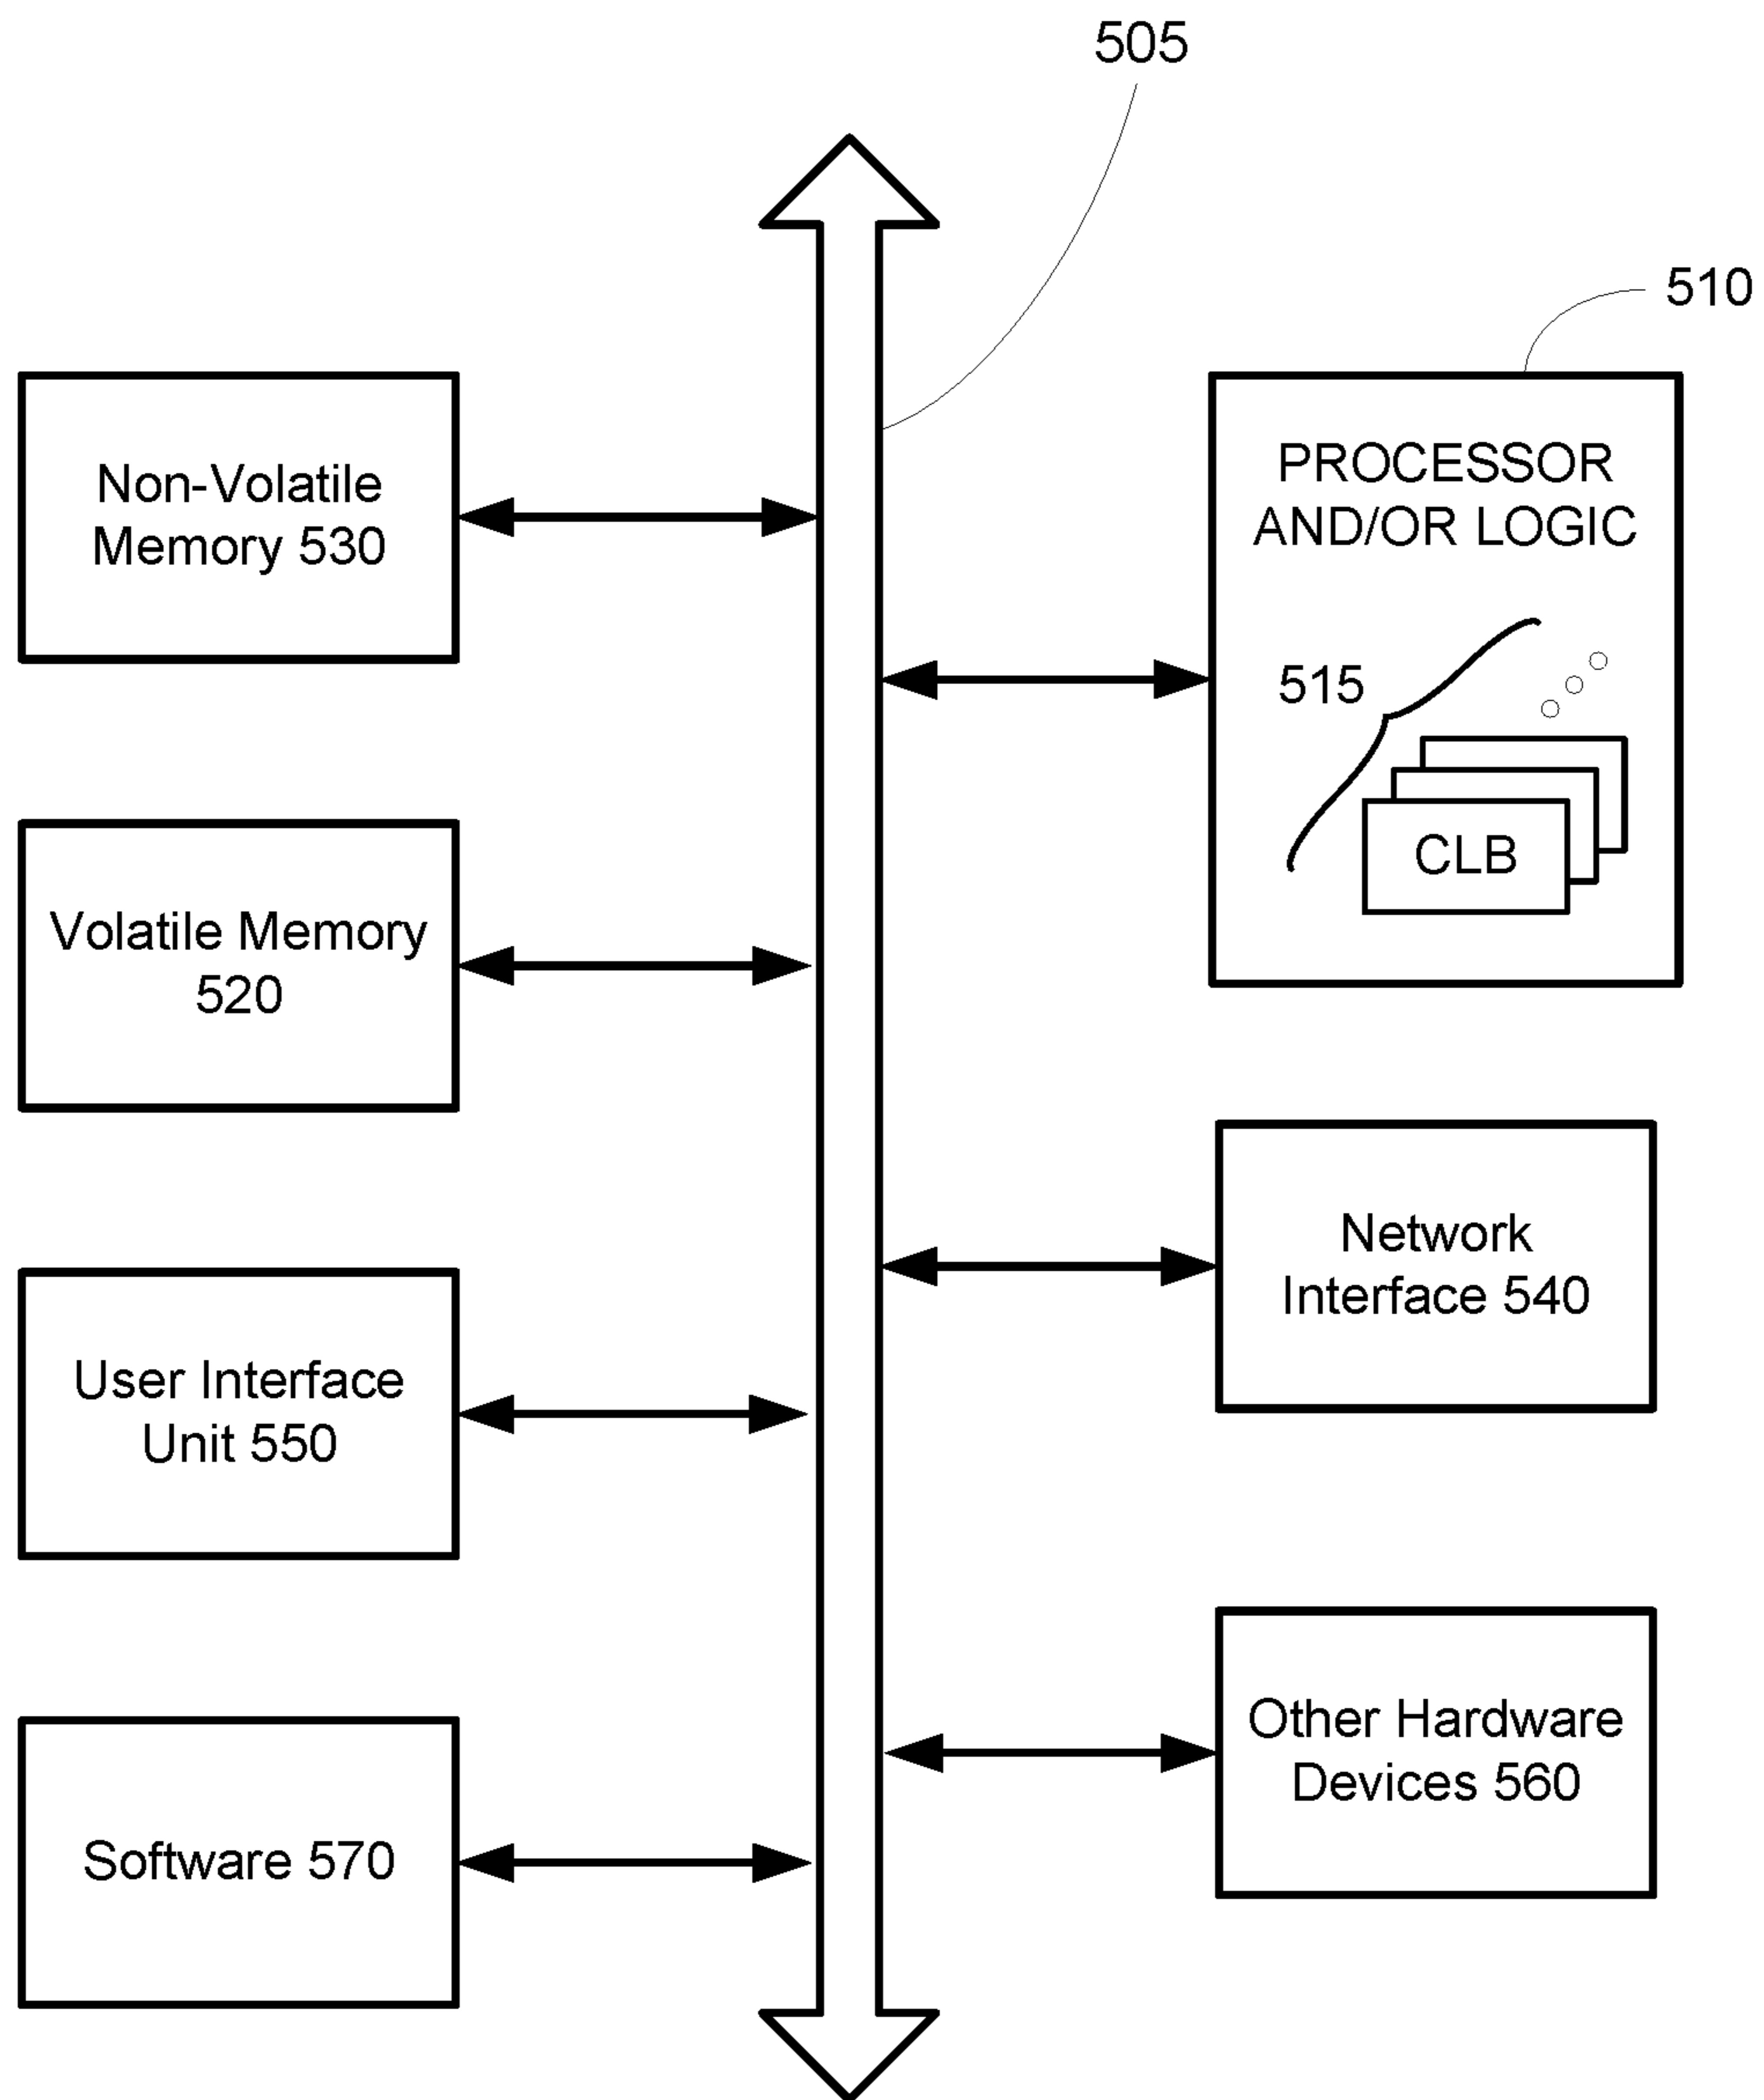 505
510
Non-Volatile
Memory 530
PROCESSOR
AND/OR LOGIC
515
CLB
Volatile Memory
520
Network
Interface 540
User Interface
Unit 550
Other Hardware
Devices 560
Software 570